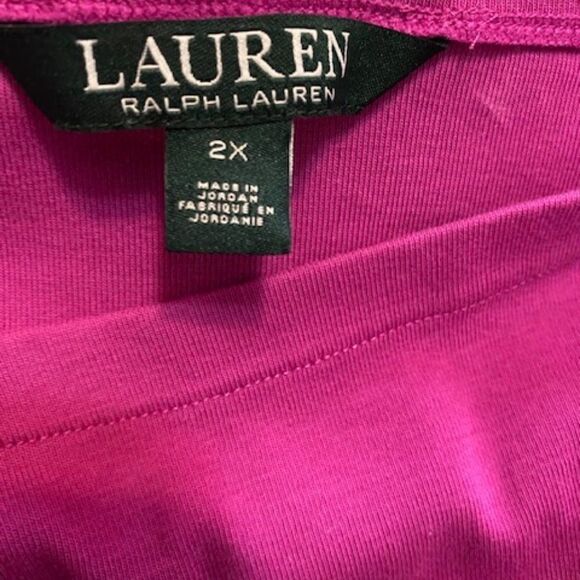 LAUREN
RALPH LAUREN
2X
MADE IN
JORDAN
FABRIQUÉ EN
JORDANIE